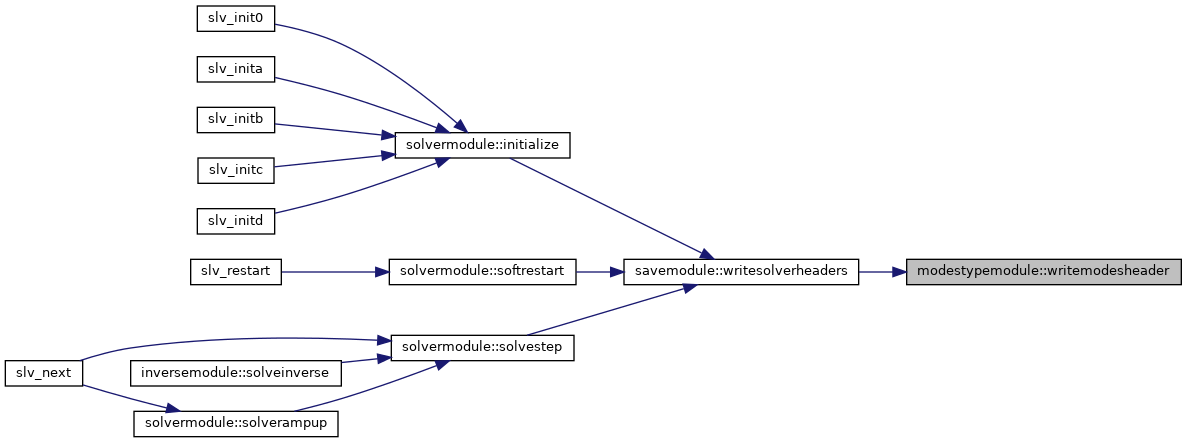 slv_init0
slv_inita
slv_initb
solvermodule::initialize
slv_initc
slv_initd
slv_restart
solvermodule::softrestart
savemodule::writesolverheaders
modestypemodule::writemodesheader
solvermodule::solvestep
slv_next
inversemodule::solveinverse
solvermodule::solverampup